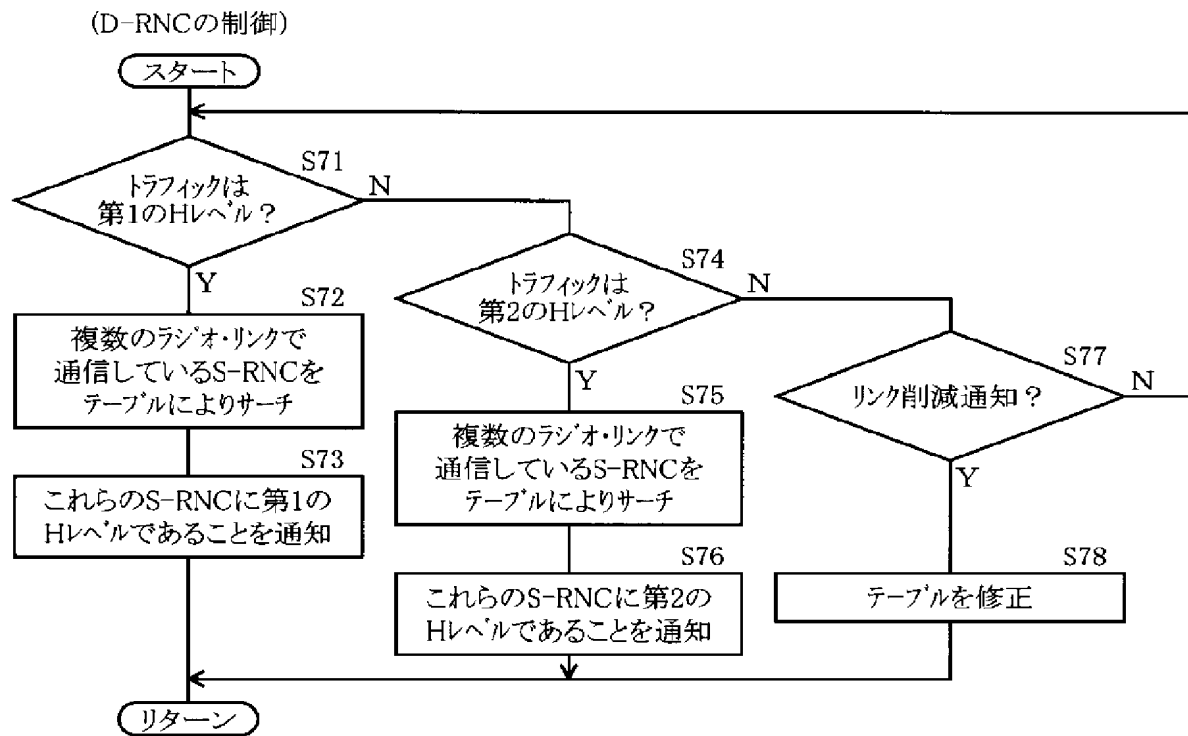 (D-RNCの制御)
スタート
S71
トラフィックは
第1のHレベル？
N
Y
S72
複数のラジオ・リンクで
通信しているS-RNCを
テーブルによりサーチ
S73
これらのS-RNCに第1の
Hレベルであることを通知
S74
トラフィックは
第2のHレベル？
N
Y
S75
複数のラジオ・リンクで
通信しているS-RNCを
テーブルによりサーチ
S76
これらのS-RNCに第2の
Hレベルであることを通知
S77
リンク削減通知？
N
Y
S78
テーブルを修正
リターン